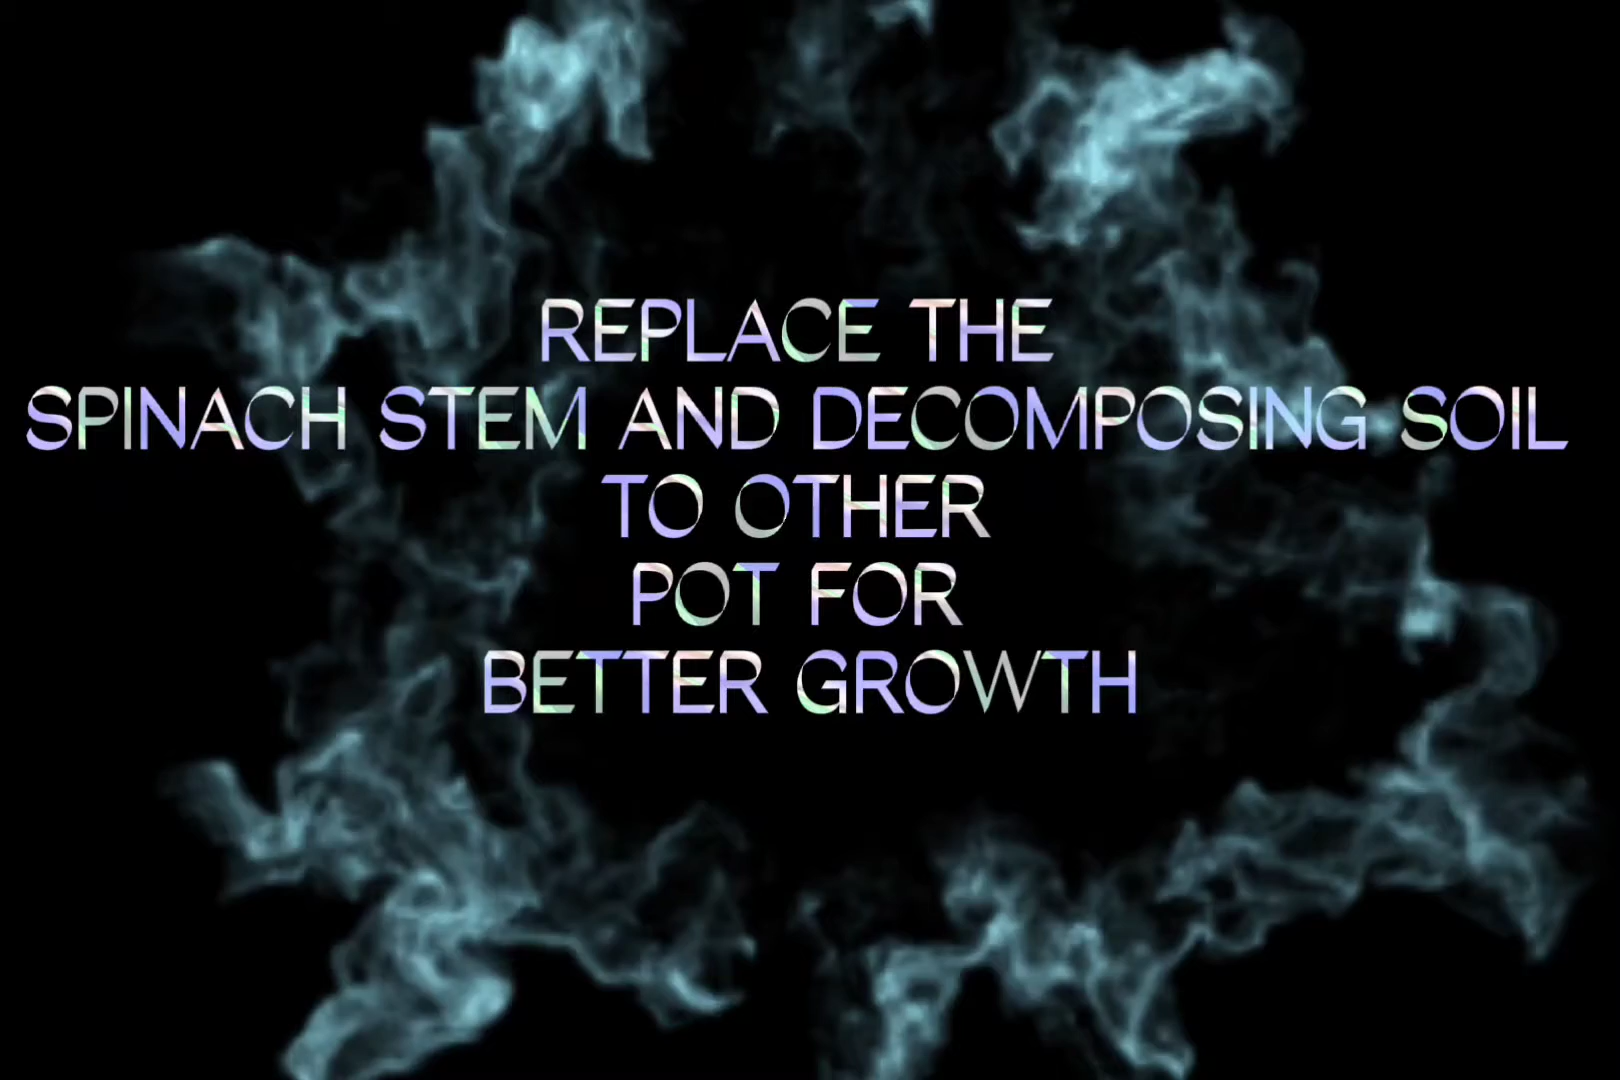 REPLACE THE
SPINACH STEM AND DECOMPOSING SOIL
TO OTHER
POT FOR
BETTER GROWTH